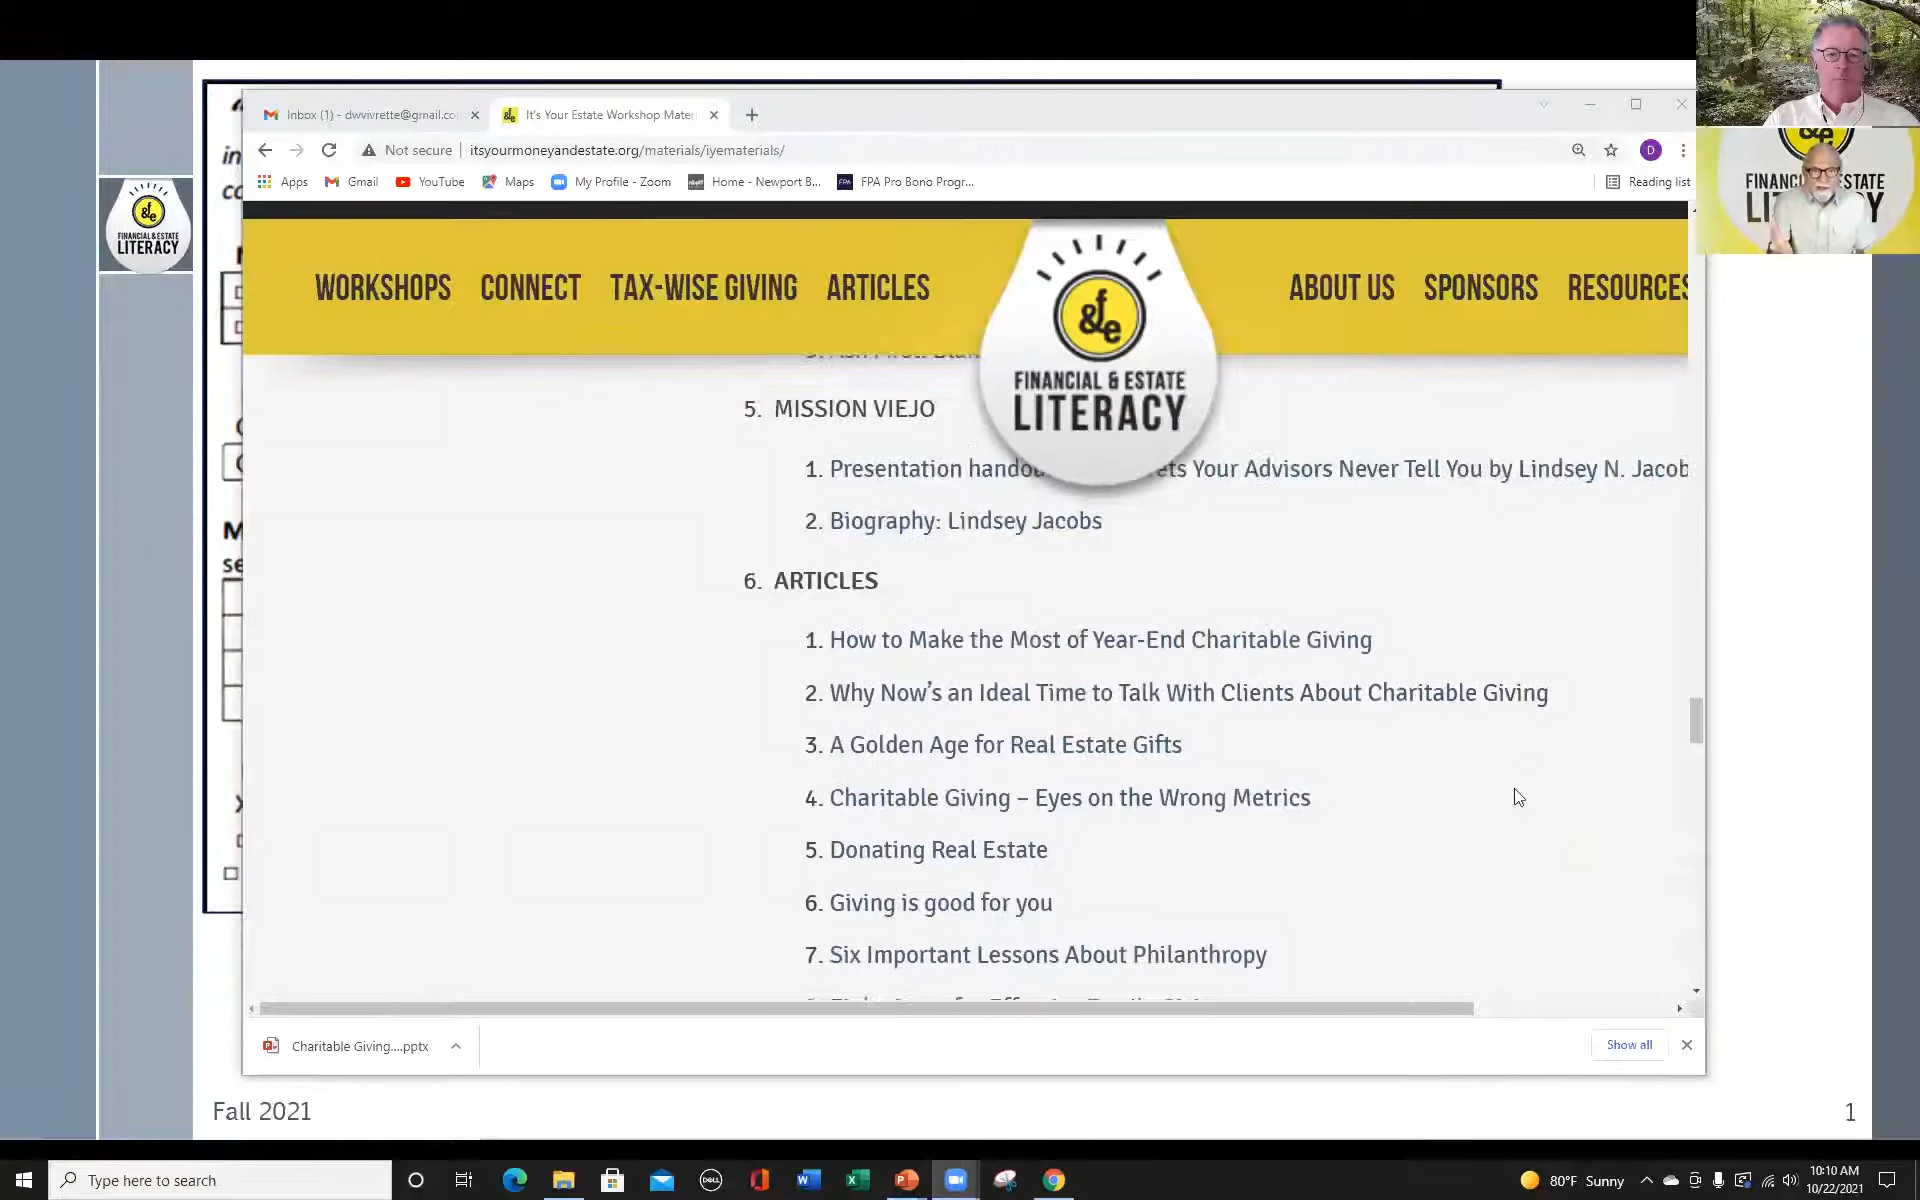 Inbox (1) - dwvivrette@gmail.co
It's Your Estate Workshop Mater
Not secure
itsyourmoneyandestate.org/materials/iyematerials/
Apps
Gmail
YouTube
Maps
My Profile - Zoom
Home - Newport B...
FPA Pro Bono Progr...
Reading list
WORKSHOPS
CONNECT
TAX-WISE GIVING
ARTICLES
ABOUT US
SPONSORS
RESOURCES
FINANCIAL & ESTATE
LITERACY
5. MISSION VIEJO
1. Presentation handou ets Your Advisors Never Tell You by Lindsey N. Jacob
2. Biography: Lindsey Jacobs
6. ARTICLES
1. How to Make the Most of Year-End Charitable Giving
2. Why Now's an Ideal Time to Talk With Clients About Charitable Giving
3. A Golden Age for Real Estate Gifts
4. Charitable Giving – Eyes on the Wrong Metrics
5. Donating Real Estate
6. Giving is good for you
7. Six Important Lessons About Philanthropy
Charitable Giving....pptx
Show all
FINANCIAL & ESTATE
LITERACY
Fall 2021
1
Type here to search
80°F Sunny
10:10 AM
10/22/2021